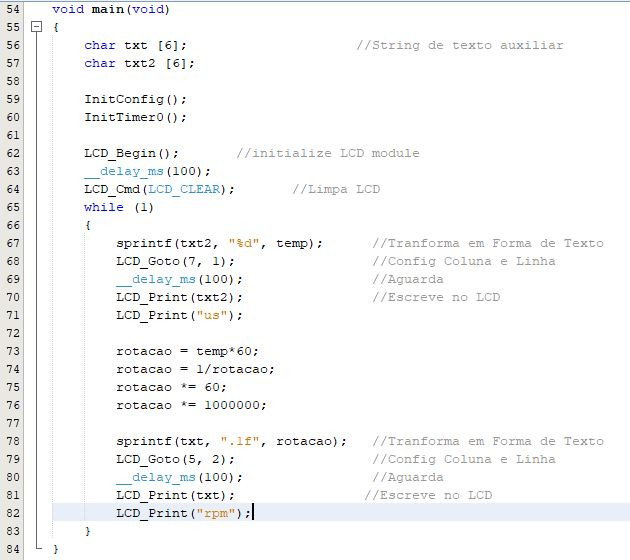 54 void main(void)
55 {
56 char txt [6]; //String de texto auxiliar
57 char txt2 [6];
58
59 InitConfig();
60 InitTimer0();
61
62 LCD_Begin(); //initialize LCD module
63 __delay_ms(100);
64 LCD_Cmd(LCD_CLEAR); //Limpa LCD
65 while (1)
66 {
67 sprintf(txt2, "%d", temp); //Tranforma em Forma de Texto
68 LCD_Goto(7, 1); //Config Coluna e Linha
69 __delay_ms(100); //Aguarda
70 LCD_Print(txt2); //Escreve no LCD
71 LCD_Print("us");
72
73 rotacao = temp*60;
74 rotacao = 1/rotacao;
75 rotacao *= 60;
76 rotacao *= 1000000;
77
78 sprintf(txt, ".1f", rotacao); //Tranforma em Forma de Texto
79 LCD_Goto(5, 2); //Config Coluna e Linha
80 __delay_ms(100); //Aguarda
81 LCD_Print(txt); //Escreve no LCD
82 LCD_Print("rpm");
83 }
84 }